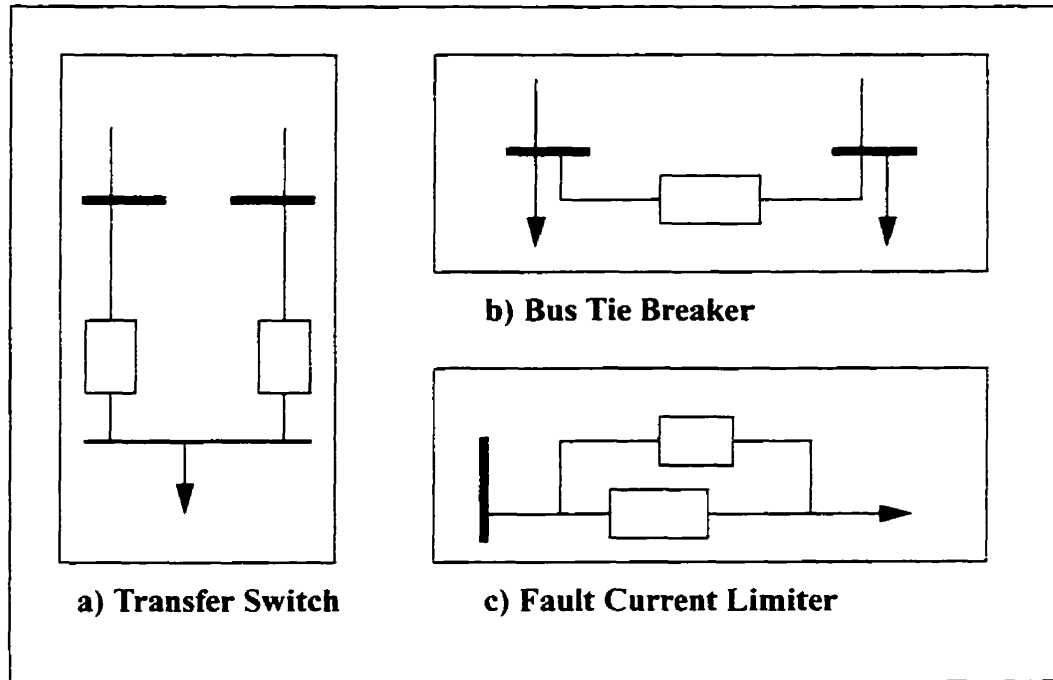 b) Bus Tie Breaker
a) Transfer Switch
c) Fault Current Limiter